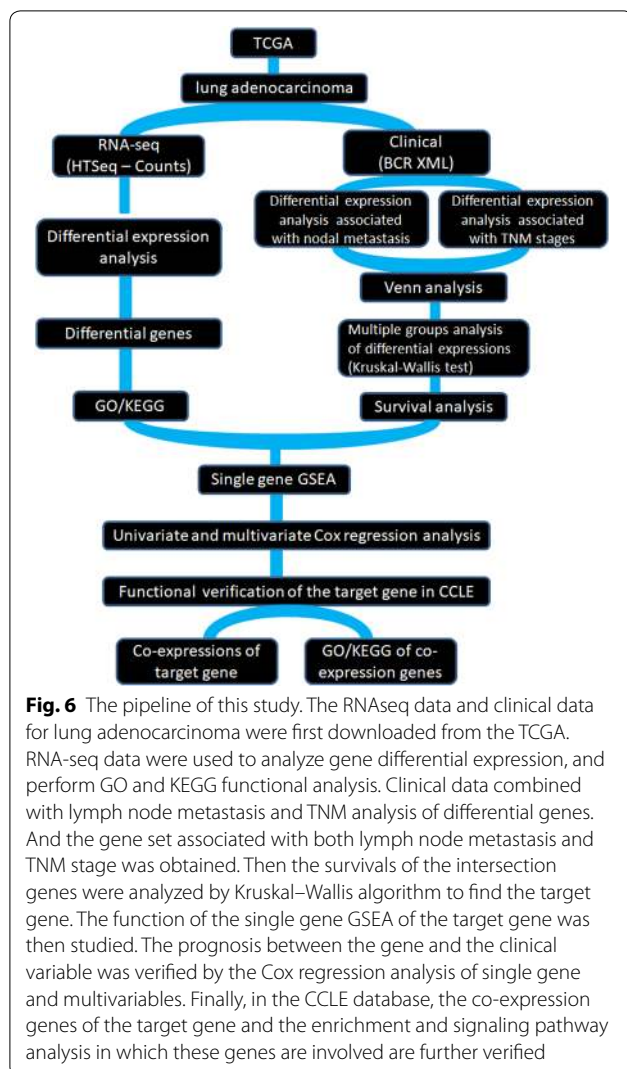 TCGA
lung adenocarcinoma
RNA-seq
(HTSeq – Counts)
Clinical
(BCR XML)
Differential expression
analysis associated
with nodal metastasis
Differential expression
analysis associated
with TNM stages
Differential expression
analysis
Venn analysis
Differential genes
Multiple groups analysis
of differential expressions
(Kruskal-Wallis test)
GO/KEGG
Survival analysis
Single gene GSEA
Univariate and multivariate Cox regression analysis
Functional verification of the target gene in CCLE
Co-expressions of
target gene
GO/KEGG of co-
expression genes
Fig. 6 The pipeline of this study. The RNAseq data and clinical data
for lung adenocarcinoma were first downloaded from the TCGA.
RNA-seq data were used to analyze gene differential expression, and
perform GO and KEGG functional analysis. Clinical data combined
with lymph node metastasis and TNM analysis of differential genes.
And the gene set associated with both lymph node metastasis and
TNM stage was obtained. Then the survivals of the intersection
genes were analyzed by Kruskal–Wallis algorithm to find the target
gene. The function of the single gene GSEA of the target gene was
then studied. The prognosis between the gene and the clinical
variable was verified by the Cox regression analysis of single gene
and multivariables. Finally, in the CCLE database, the co-expression
genes of the target gene and the enrichment and signaling pathway
analysis in which these genes are involved are further verified